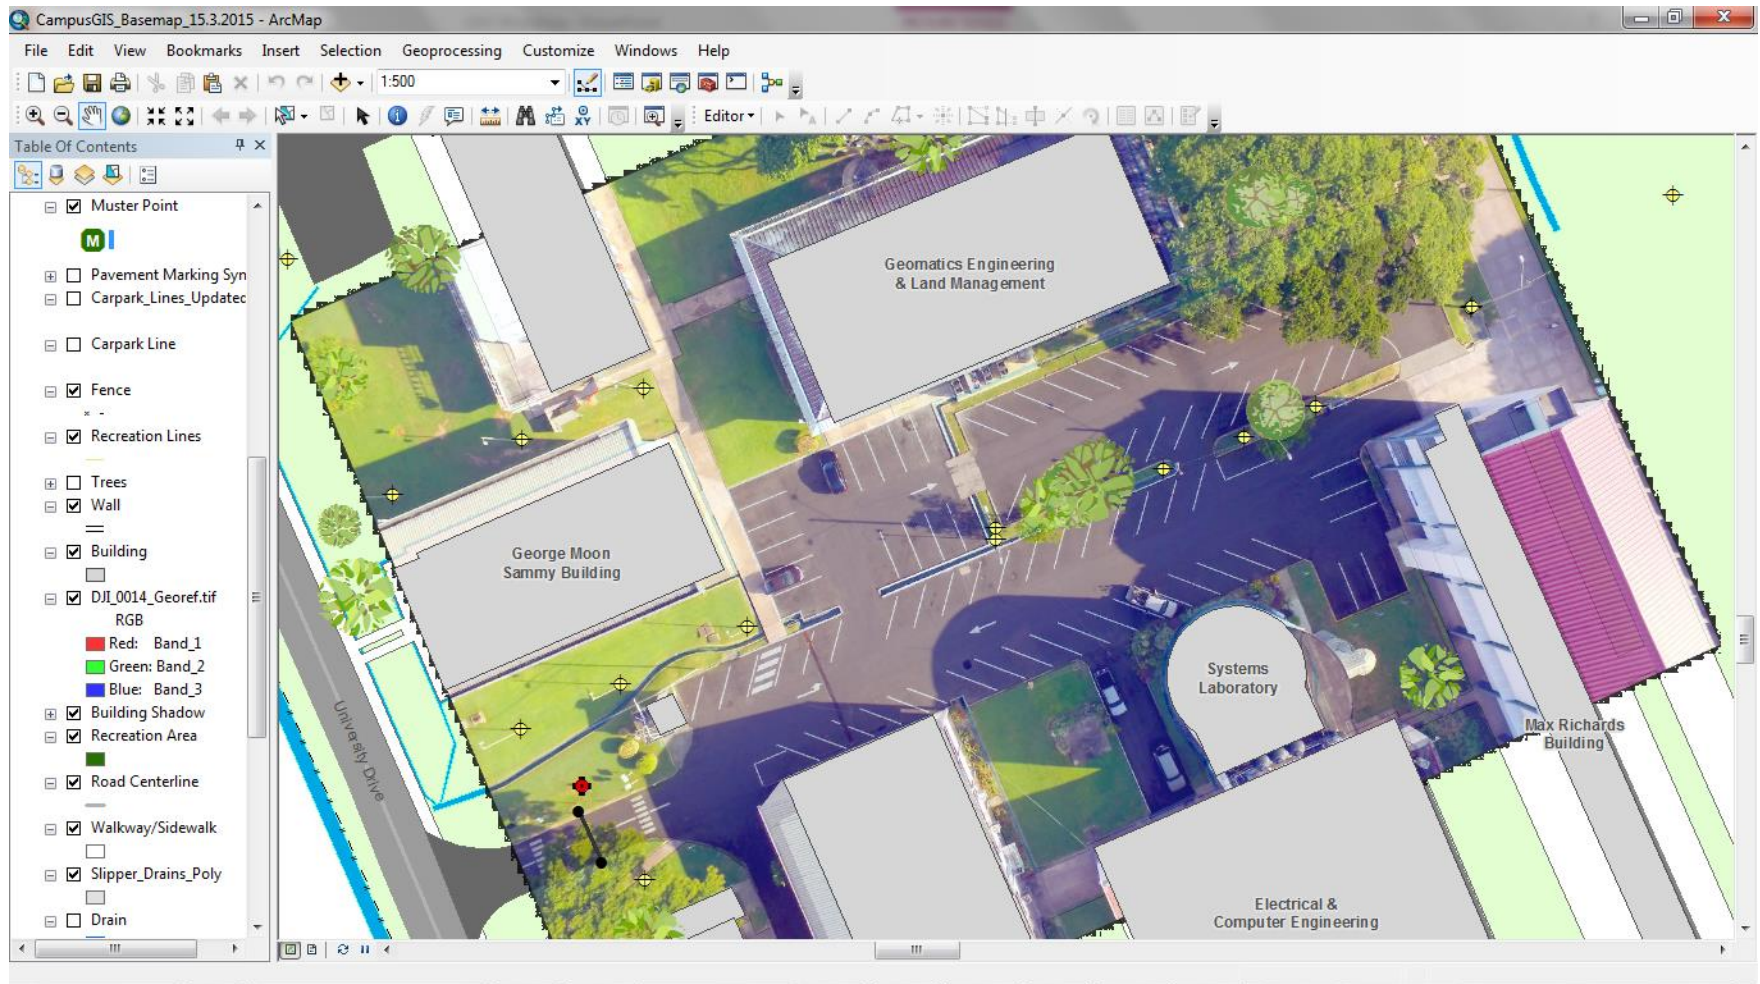 CampusGIS_Basemap_15.3.2015 - ArcMap
File Edit View Bookmarks Insert Selection Geoprocessing Customize Windows Help
1:500
XY
Editor
Table Of Contents
Muster Point
M
Pavement Marking Syn
Carpark_Lines_Updated
Carpark Line
Fence
Recreation Lines
Trees
Wall
Building
DJI_0014_Georef.tif
RGB
Red: Band_1
Green: Band_2
Blue: Band_3
Building Shadow
Recreation Area
Road Centerline
Walkway/Sidewalk
Slipper_Drains_Poly
Drain
Geomatics Engineering
& Land Management
George Moon
Sammy Building
Systems
Laboratory
Max Richards
Building
University Drive
Electrical &
Computer Engineering